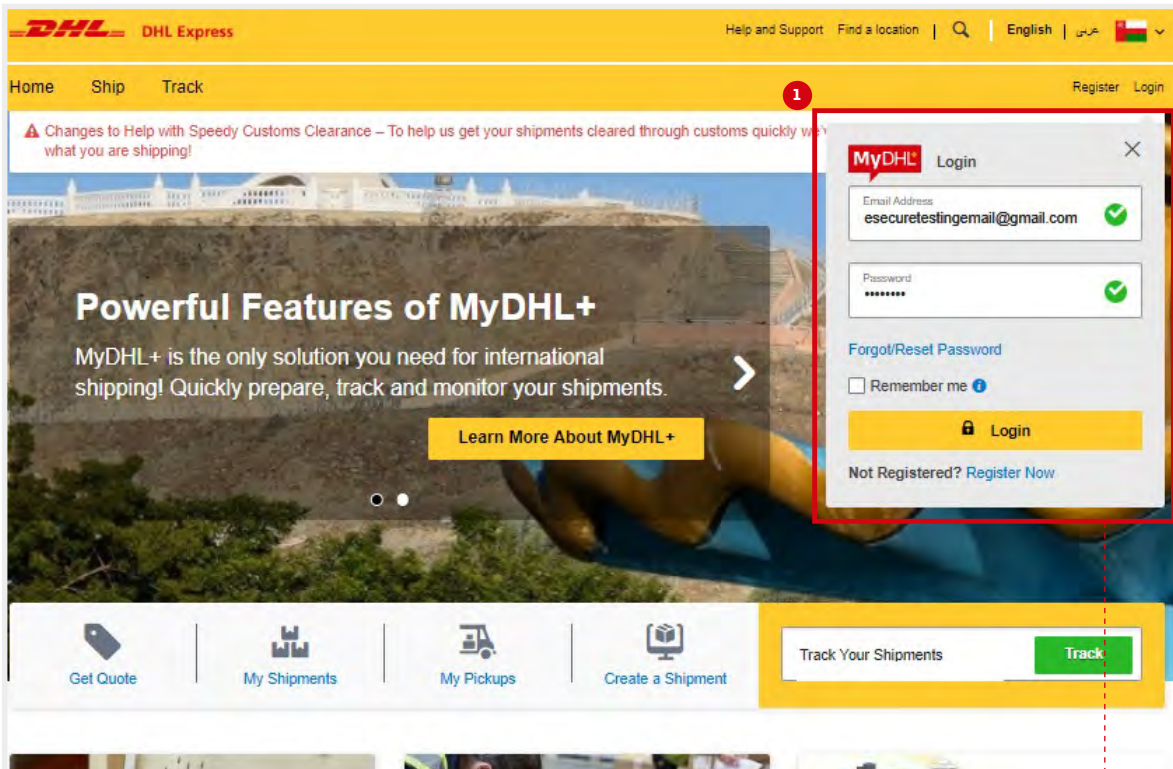 DHL DHL Express
Help and Support Find a location | English | عربي
Home Ship Track
Register Login
1
Changes to Help with Speedy Customs Clearance – To help us get your shipments cleared through customs quickly we'
what you are shipping!
MyDHL+ Login
Email Address
esecuretestingemail@gmail.com
Password
••••••••
Forgot/Reset Password
Remember me
Login
Not Registered? Register Now
Powerful Features of MyDHL+
MyDHL+ is the only solution you need for international
shipping! Quickly prepare, track and monitor your shipments.
Learn More About MyDHL+
Get Quote
My Shipments
My Pickups
Create a Shipment
Track Your Shipments
Track